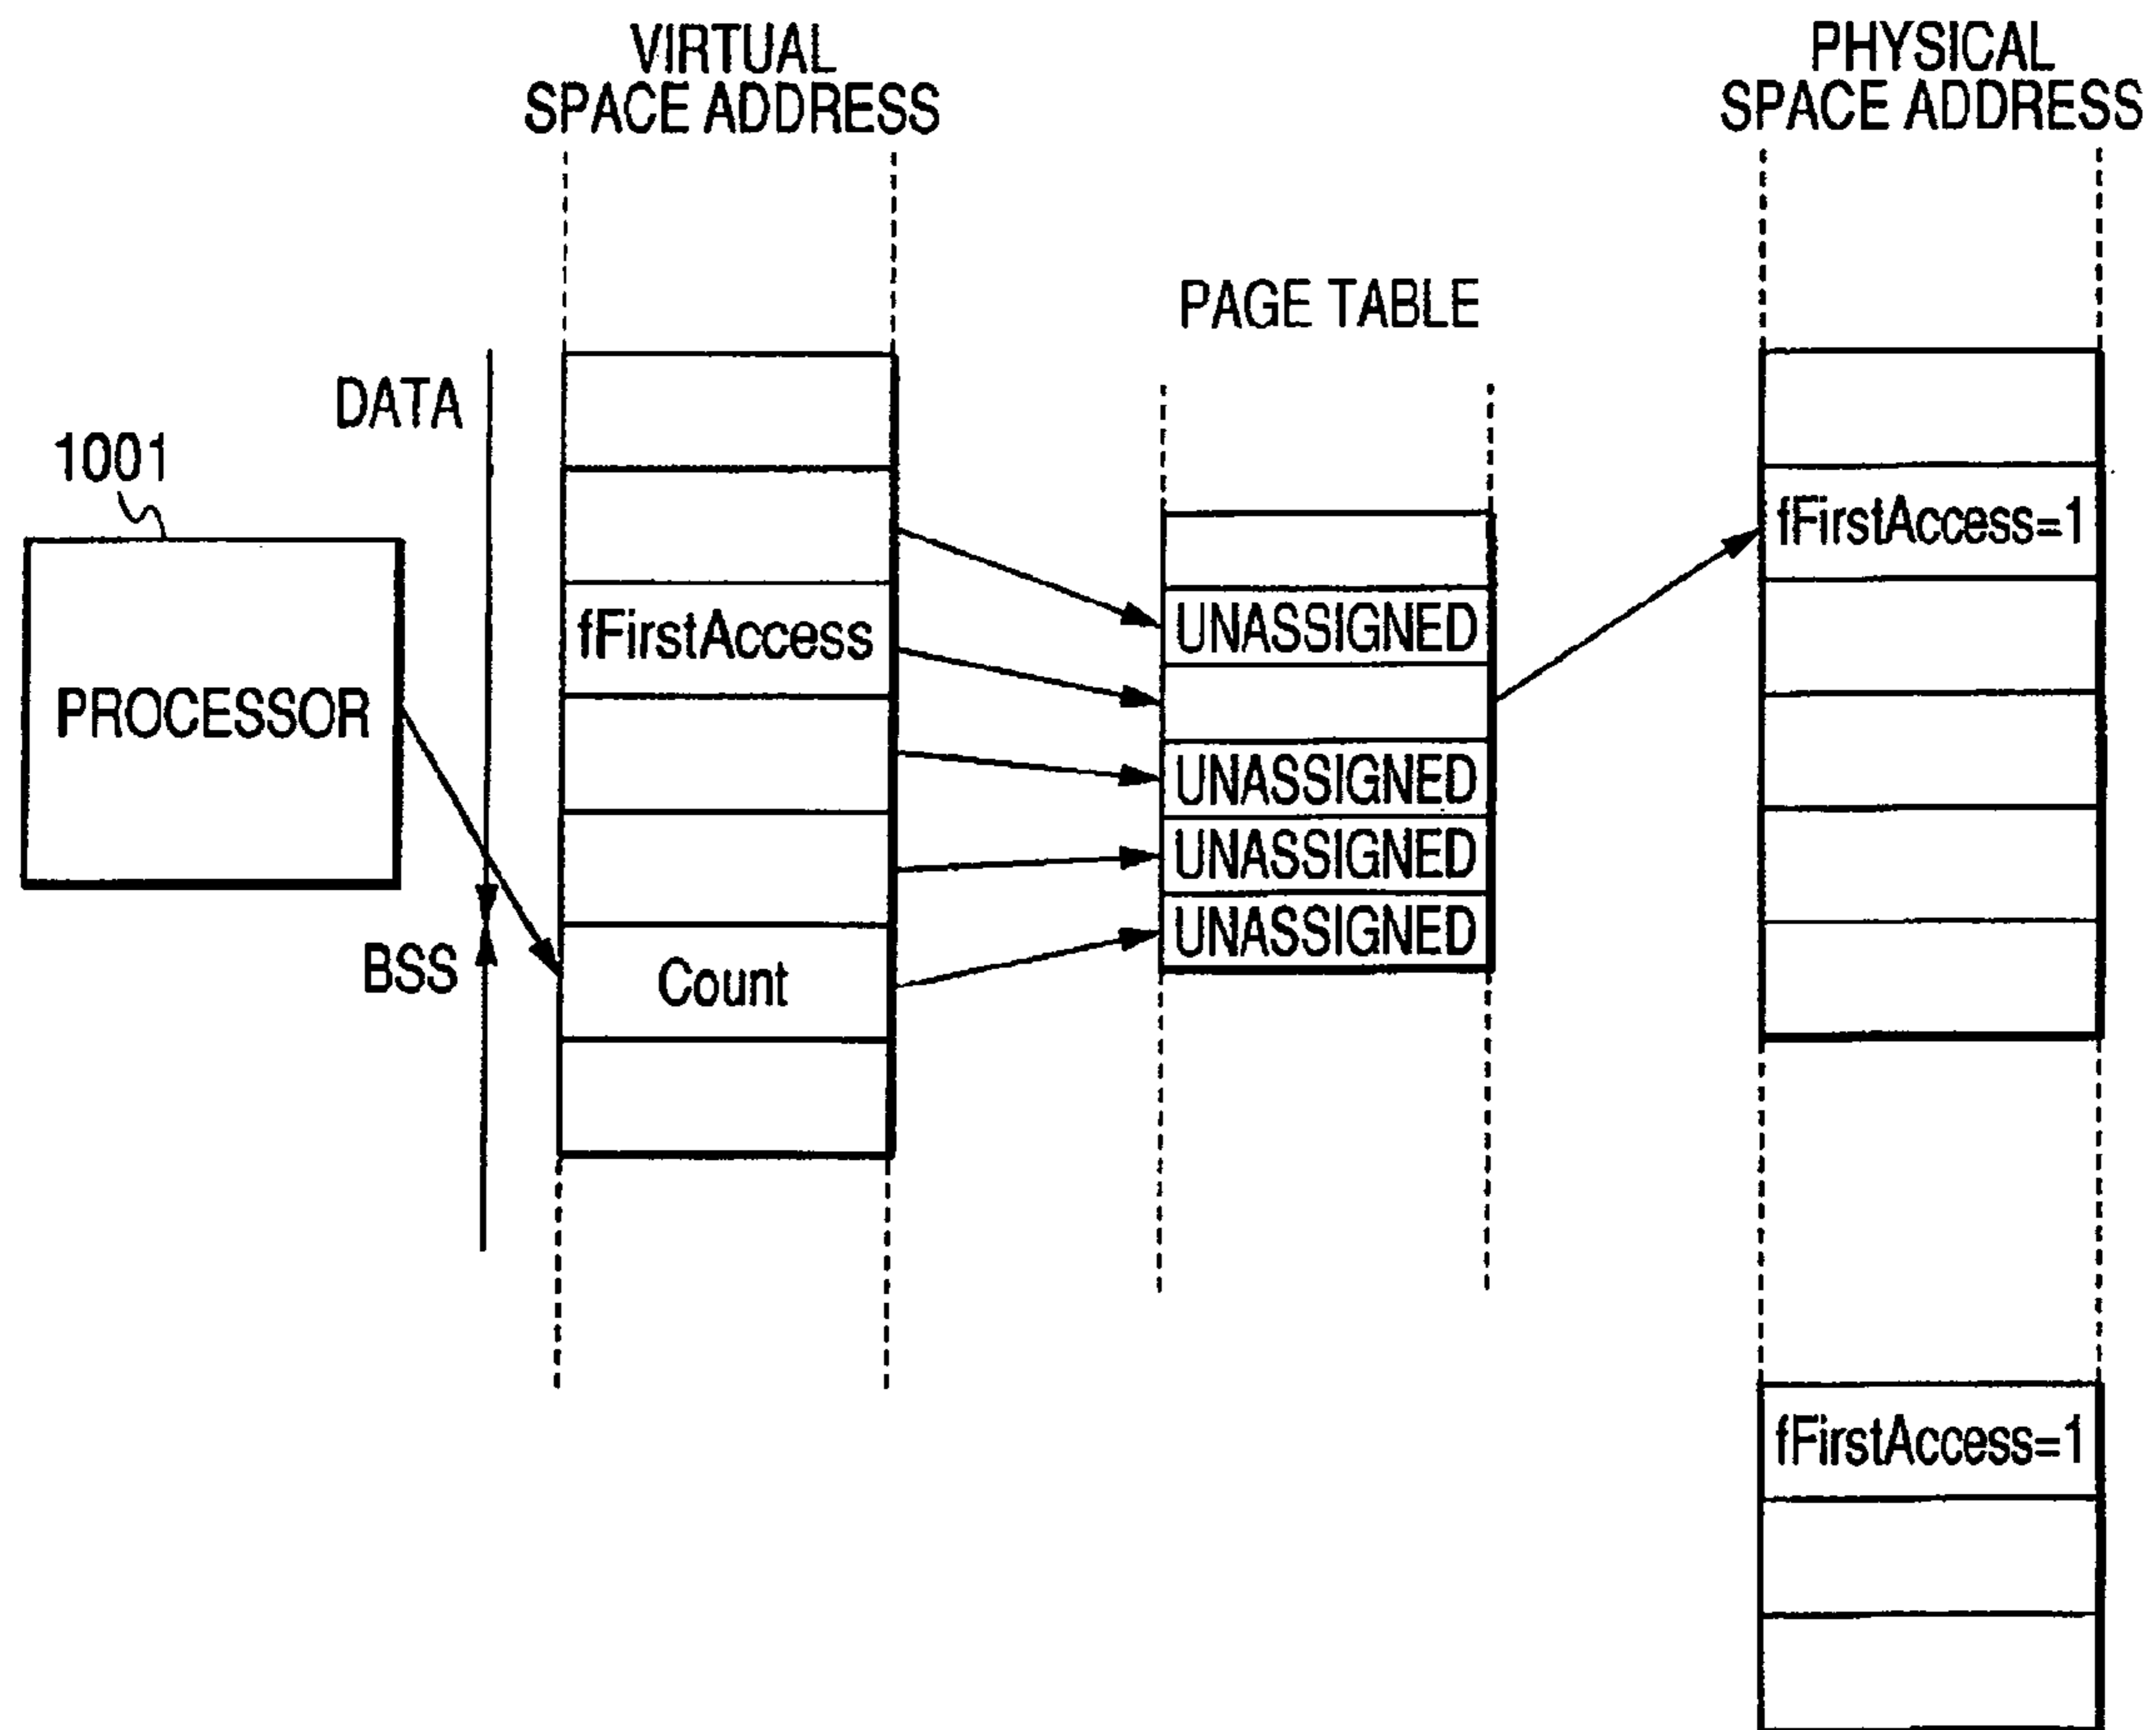 VIRTUAL
SPACE ADDRESS
PHYSICAL
SPACE ADDRESS
PAGE TABLE
DATA
1001
fFirstAccess=1
UNASSIGNED
fFirstAccess
PROCESSOR
UNASSIGNED
UNASSIGNED
UNASSIGNED
BSS
Count
fFirstAccess=1